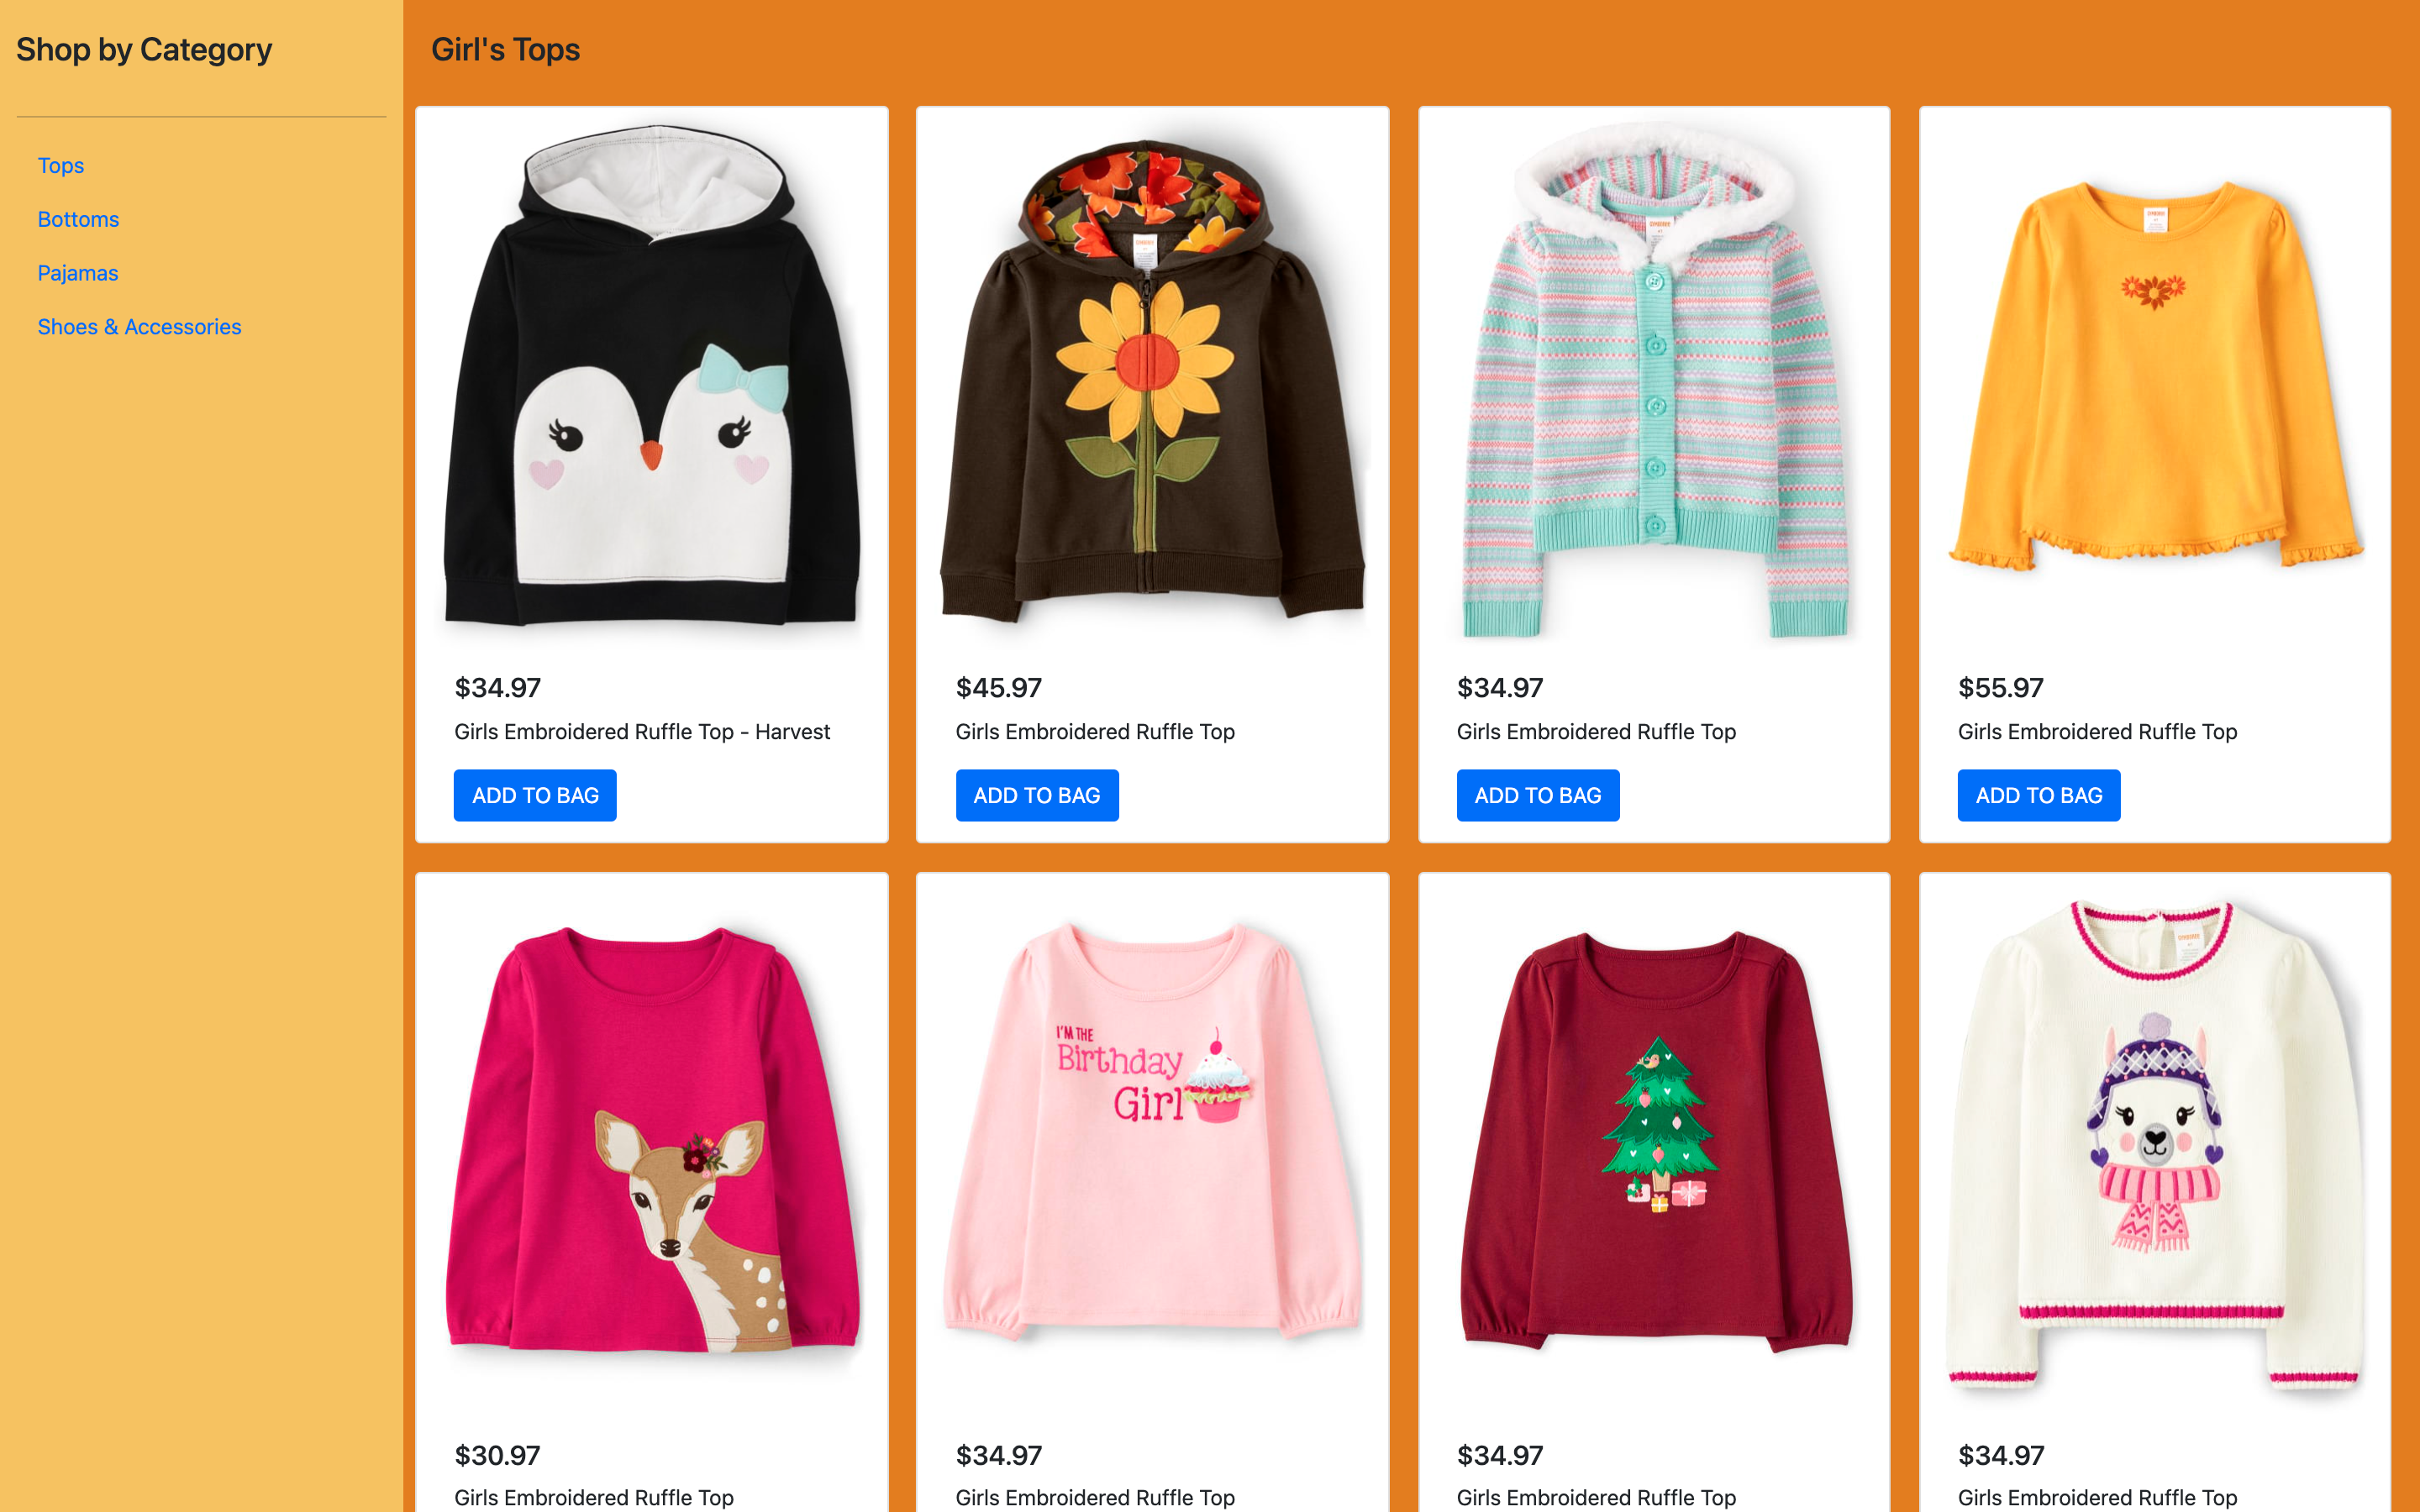 Shop by Category
Tops
Bottoms
Pajamas
Shoes & Accessories
Girl's Tops
$34.97
Girls Embroidered Ruffle Top - Harvest
ADD TO BAG
$45.97
Girls Embroidered Ruffle Top
ADD TO BAG
$34.97
Girls Embroidered Ruffle Top
ADD TO BAG
$55.97
Girls Embroidered Ruffle Top
ADD TO BAG
$30.97
Girls Embroidered Ruffle Top
I'M THE
Birthday
Girl
$34.97
Girls Embroidered Ruffle Top
$34.97
Girls Embroidered Ruffle Top
$34.97
Girls Embroidered Ruffle Top